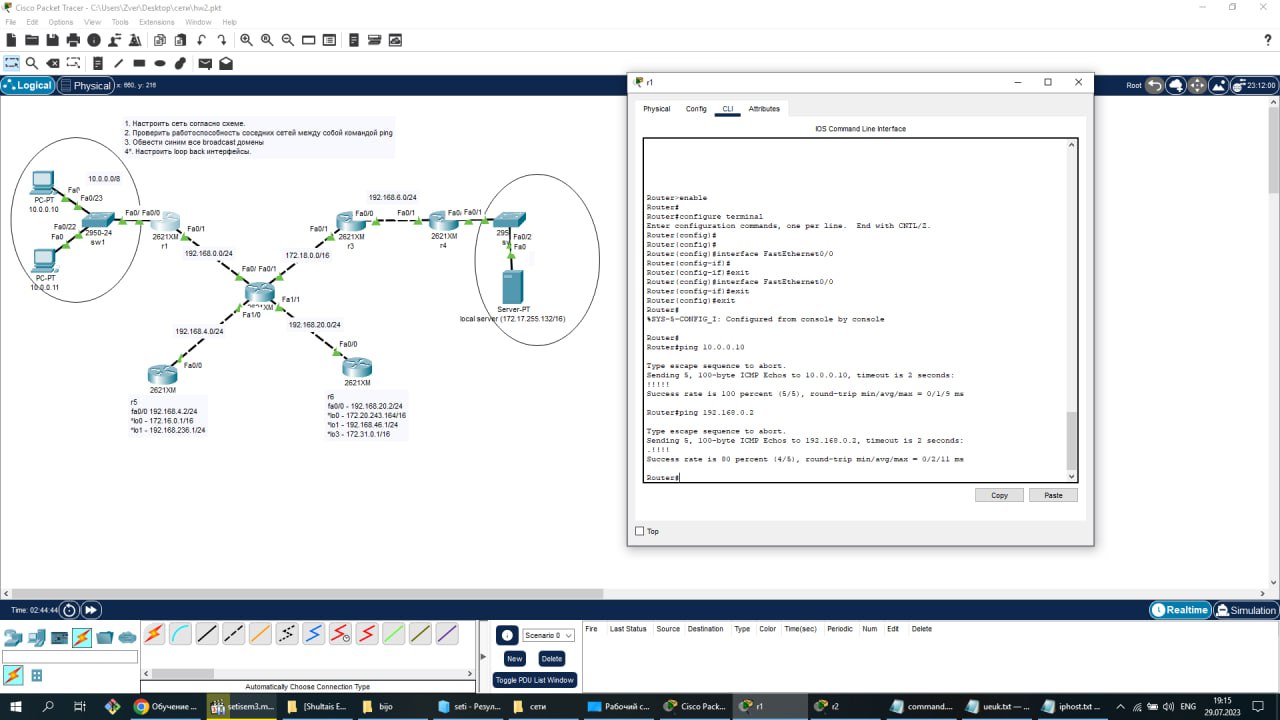 Cisco Packet Tracer - C:\Users\Zver\Desktop\сети\hw2.pkt
File Edit Options View Tools Extensions Window Help
Logical Physical x: 660, y: 216 Root 23:12:00
1. Настроить сеть согласно схеме.
2. Проверить работоспособность соседних сетей между собой командой ping
3. Обвести синим все broadcast домены
4*. Настроить loop back интерфейсы.
10.0.0.0/8
PC-PT
10.0.0.10
Fa0/23
Fa0/22
Fa0
2950-24
sw1
PC-PT
10.0.0.11
Fa0/ Fa0/0
2621XM
r1
Fa0/1
192.168.0.0/24
Fa0/ Fa0/1
172.18.0.0/16
Fa0/1
2621XM
r3
Fa0/0
192.168.6.0/24
Fa0/1
2621XM
r4
Fa0/ Fa0/1
Fa0/2
Fa0
Server-PT
local server (172.17.255.132/16)
Fa1/1
Fa1/0
192.168.4.0/24
192.168.20.0/24
Fa0/0
2621XM
Fa0/0
2621XM
r5
fa0/0 192.168.4.2/24
*lo0 - 172.16.0.1/16
*lo1 - 192.168.236.1/24
r6
fa0/0 - 192.168.20.2/24
*lo0 - 172.20.243.164/16
*lo1 - 192.168.46.1/24
*lo3 - 172.31.0.1/16
r1
Physical Config CLI Attributes
IOS Command Line Interface
Router>enable
Router#
Router#configure terminal
Enter configuration commands, one per line. End with CNTL/Z.
Router(config)#
Router(config)#
Router(config)#interface FastEthernet0/0
Router(config-if)#
Router(config-if)#exit
Router(config)#interface FastEthernet0/0
Router(config-if)#exit
Router(config)#exit
Router#
%SYS-5-CONFIG_I: Configured from console by console
Router#
Router#ping 10.0.0.10
Type escape sequence to abort.
Sending 5, 100-byte ICMP Echos to 10.0.0.10, timeout is 2 seconds:
!!!!!
Success rate is 100 percent (5/5), round-trip min/avg/max = 0/1/9 ms
Router#ping 192.168.0.2
Type escape sequence to abort.
Sending 5, 100-byte ICMP Echos to 192.168.0.2, timeout is 2 seconds:
.!!!!
Success rate is 80 percent (4/5), round-trip min/avg/max = 0/2/11 ms
Router#
Copy Paste
Top
Time: 02:44:44 Realtime Simulation
Scenario 0
New Delete
Toggle PDU List Window
Fire Last Status Source Destination Type Color Time(sec) Periodic Num Edit Delete
Automatically Choose Connection Type
Обучение ... setisem3.m... [Shultais E... bijo seti - Резул... сети Рабочий с... Cisco Pack... r1 r2 command.... ueuk.txt — ... iphost.txt — ...
19:15
29.07.2023